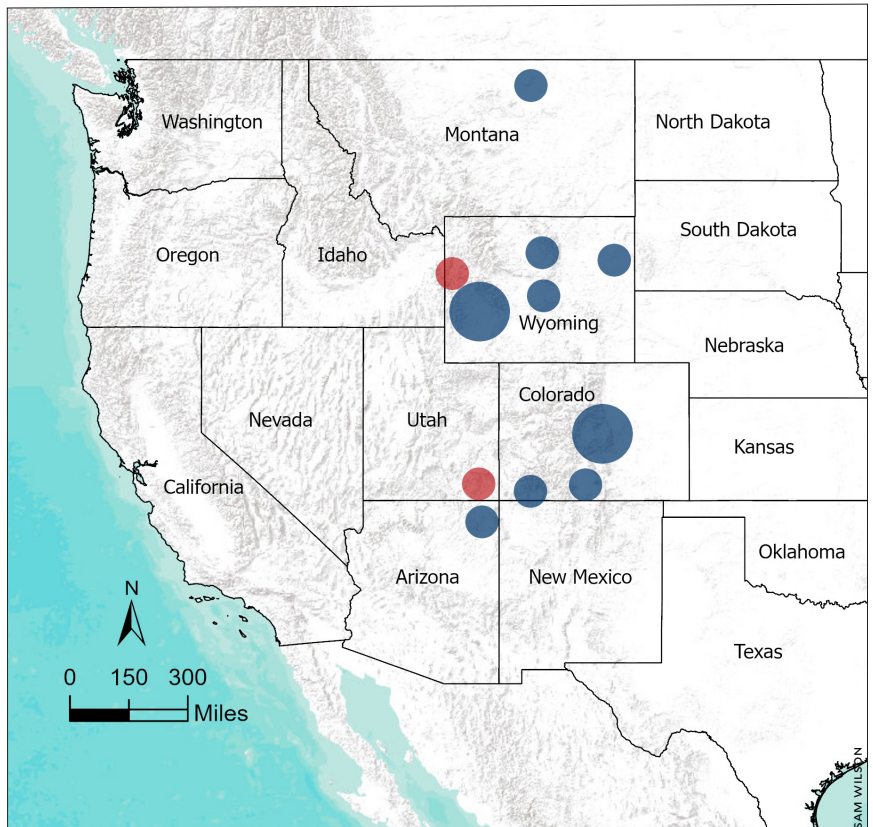 Washington
Montana
North Dakota
Oregon
Idaho
South Dakota
Wyoming
Nebraska
Nevada
Utah
Colorado
Kansas
California
Arizona
New Mexico
Oklahoma
Texas
N
0 150 300
Miles
SAM WILSON